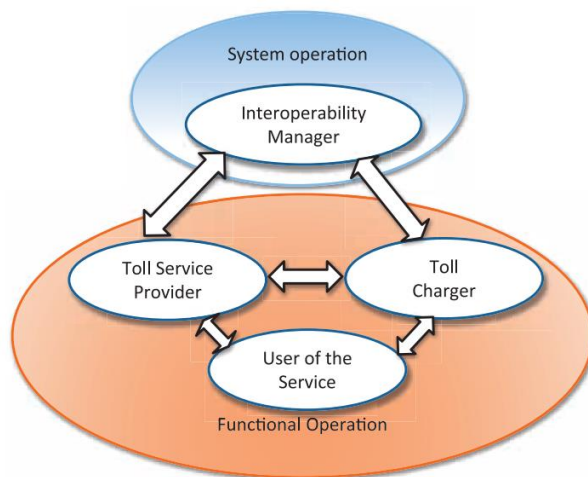 System operation
Interoperability
Manager
Toll Service
Provider
Toll
Charger
User of the
Service
Functional Operation